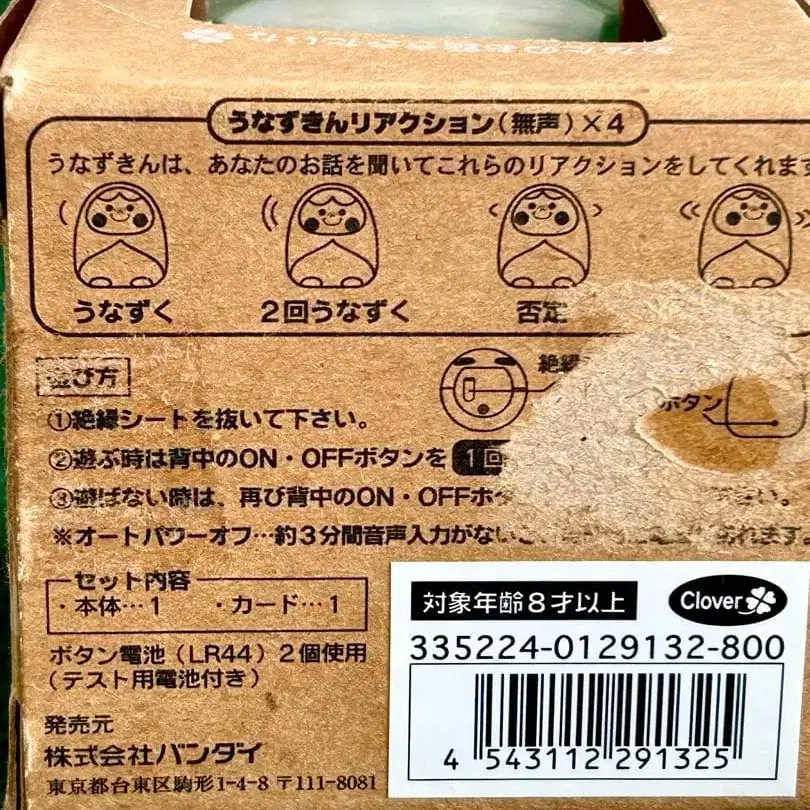 うなずきんリアクション（無声）×4
うなずきんは、あなたのお話を聞いてこれらのリアクションをしてくれます
うなずく
2回うなずく
否定
絶縁
ボタン
遊び方
①絶縁シートを抜いて下さい。
②遊ぶ時は背中のON・OFFボタンを 1回
③遊ばない時は、再び背中のON・OFFボタ
※オートパワーオフ…約3分間音声入力がない
セット内容
・本体…1 ・カード…1
ボタン電池（LR44）2個使用
（テスト用電池付き）
発売元
株式会社バンダイ
東京都台東区駒形1-4-8 〒111-8081
対象年齢8才以上
Clover
335224-0129132-800
4 543112 291325